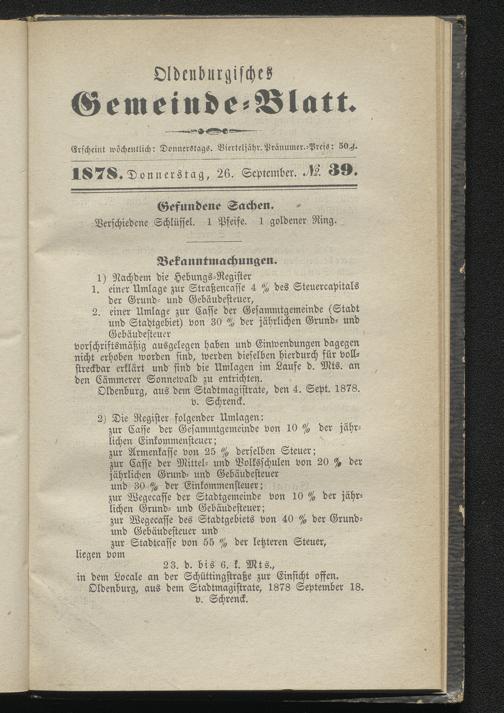 Oldenburgisches
Gemeinde-Blatt.
Erscheint wöchentlich: Donnerstags. Vierteljähr. Pränumer.-Preis: 50 ₰.
1878. Donnerstag, 26. September. № 39.
Gefundene Sachen.
Verschiedene Schlüssel. 1 Pfeife. 1 goldener Ring.
Bekanntmachungen.
1) Nachdem die Hebungs-Register
1. einer Umlage zur Straßencasse 4 % des Steuercapitals
der Grund- und Gebäudesteuer,
2. einer Umlage zur Casse der Gesammtgemeinde (Stadt
und Stadtgebiet) von 30 % der jährlichen Grund- und
Gebäudesteuer
vorschriftsmäßig ausgelegen haben und Einwendungen dagegen
nicht erhoben worden sind, werden dieselben hierdurch für voll-
streckbar erklärt und sind die Umlagen im Laufe d. Mts. an
den Cämmerer Sonnewald zu entrichten.
Oldenburg, aus dem Stadtmagistrate, den 4. Sept. 1878.
v. Schrenck.
2) Die Register folgender Umlagen:
zur Casse der Gesammtgemeinde von 10 % der jähr-
lichen Einkommensteuer;
zur Armenkasse von 25 % derselben Steuer;
zur Casse der Mittel- und Volksschulen von 20 % der
jährlichen Grund- und Gebäudesteuer
und 30 % der Einkommensteuer;
zur Wegecasse der Stadtgemeinde von 10 % der jähr-
lichen Grund- und Gebäudesteuer;
zur Wegecasse des Stadtgebiets von 40 % der Grund-
und Gebäudesteuer und
zur Stadtcasse von 55 % der letzteren Steuer,
liegen vom
23. d. bis 6. k. Mts.,
in dem Locale an der Schüttingstraße zur Einsicht offen.
Oldenburg, aus dem Stadtmagistrate, 1878 September 18.
v. Schrenck.